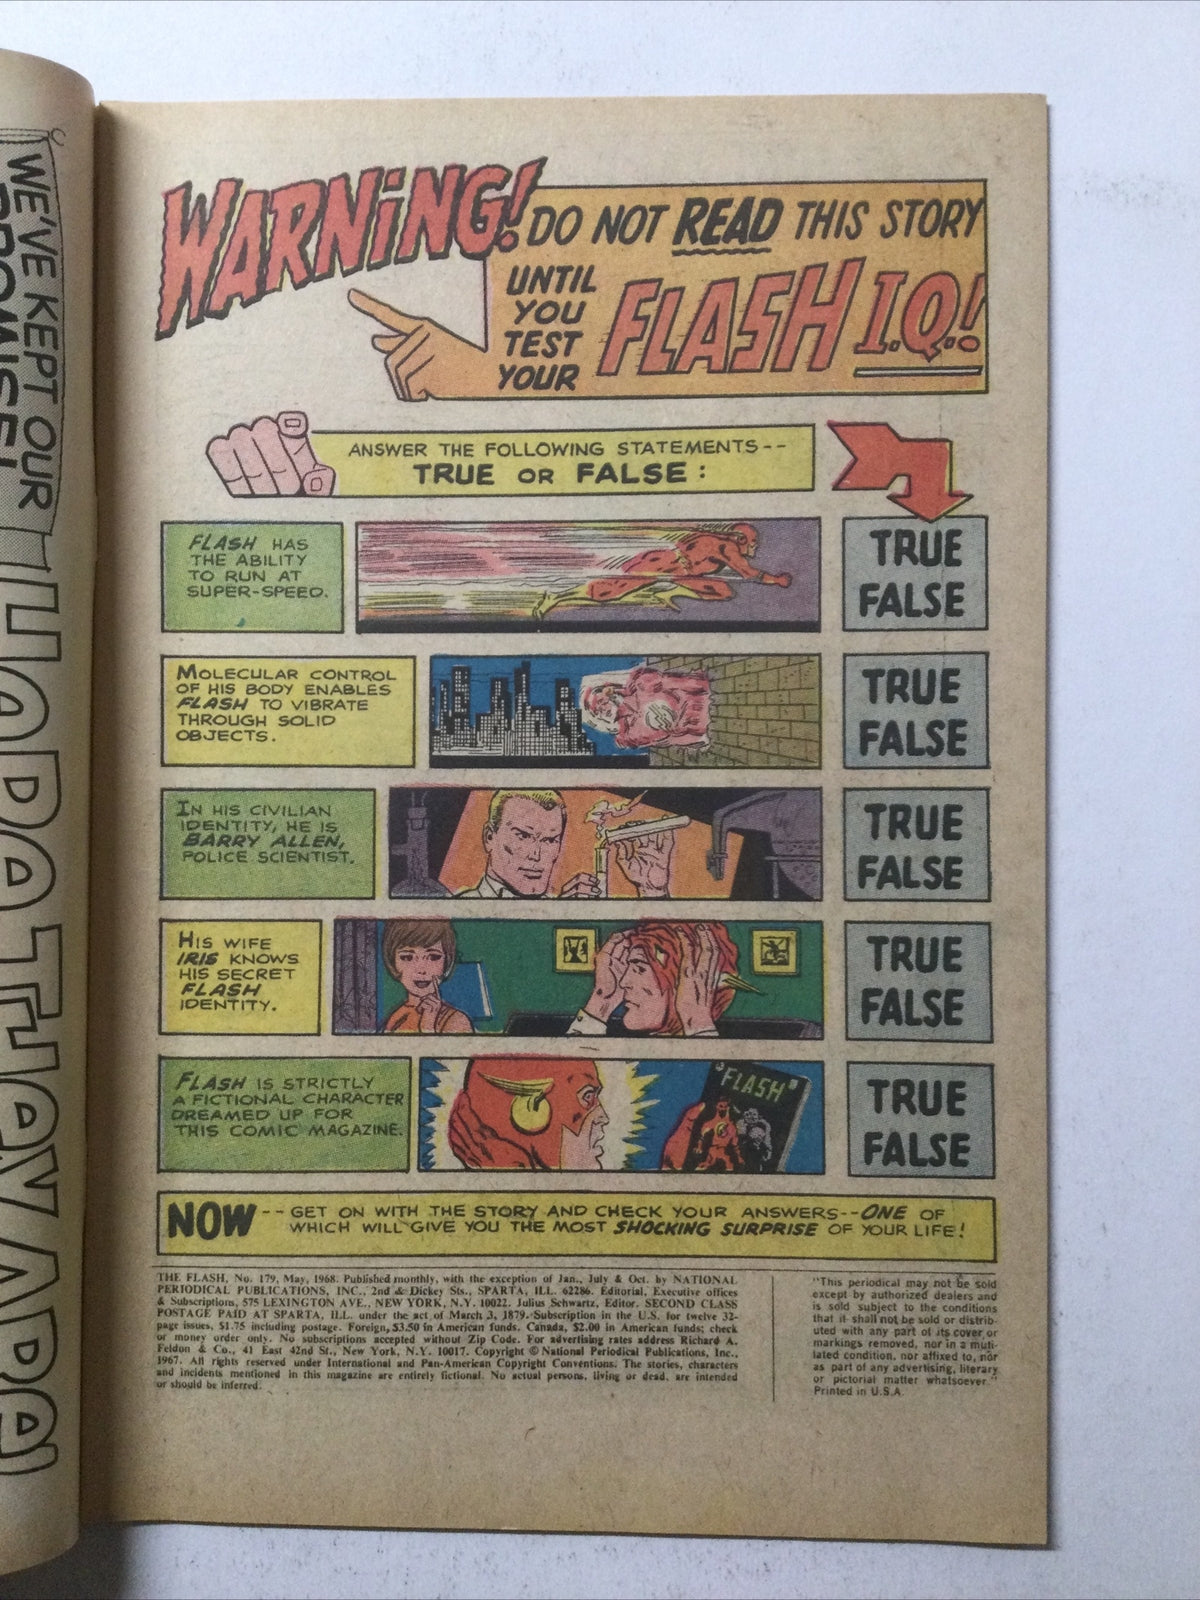 WE'VE KEPT OUR
PROMISE!
HERE THEY ARE!
WARNiNG!
DO NOT READ THIS STORY
UNTIL
YOU
TEST
YOUR
FLASH I.Q.!
ANSWER THE FOLLOWING STATEMENTS--
TRUE OR FALSE:
FLASH HAS
THE ABILITY
TO RUN AT
SUPER-SPEED.
TRUE
FALSE
MOLECULAR CONTROL
OF HIS BODY ENABLES
FLASH TO VIBRATE
THROUGH SOLID
OBJECTS.
TRUE
FALSE
IN HIS CIVILIAN
IDENTITY, HE IS
BARRY ALLEN,
POLICE SCIENTIST.
TRUE
FALSE
HIS WIFE
IRIS KNOWS
HIS SECRET
FLASH
IDENTITY.
TRUE
FALSE
FLASH IS STRICTLY
A FICTIONAL CHARACTER
DREAMED UP FOR
THIS COMIC MAGAZINE.
"FLASH"
TRUE
FALSE
NOW -- GET ON WITH THE STORY AND CHECK YOUR ANSWERS--ONE OF
WHICH WILL GIVE YOU THE MOST SHOCKING SURPRISE OF YOUR LIFE!
THE FLASH, No. 179, May, 1968. Published monthly, with the exception of Jan., July & Oct. by NATIONAL
PERIODICAL PUBLICATIONS, INC., 2nd & Dickey Sts., SPARTA, ILL. 62286. Editorial, Executive offices
& Subscriptions, 575 LEXINGTON AVE., NEW YORK, N.Y. 10022. Julius Schwartz, Editor. SECOND CLASS
POSTAGE PAID AT SPARTA, ILL. under the act of March 3, 1879. Subscription in the U.S. for twelve 32-
page issues, $1.75 including postage. Foreign, $3.50 in American funds. Canada, $2.00 in American funds; check
or money order only. No subscriptions accepted without Zip Code. For advertising rates address Richard A.
Feldon & Co., 41 East 42nd St., New York, N.Y. 10017. Copyright © National Periodical Publications, Inc.,
1967. All rights reserved under International and Pan-American Copyright Conventions. The stories, characters
and incidents mentioned in this magazine are entirely fictional. No actual persons, living or dead, are intended
or should be inferred.
"This periodical may not be sold
except by authorized dealers and
is sold subject to the conditions
that it shall not be sold or distrib-
uted with any part of its cover or
markings removed, nor in a muti-
lated condition, nor affixed to, nor
as part of any advertising, literary
or pictorial matter whatsoever."
Printed in U.S.A.